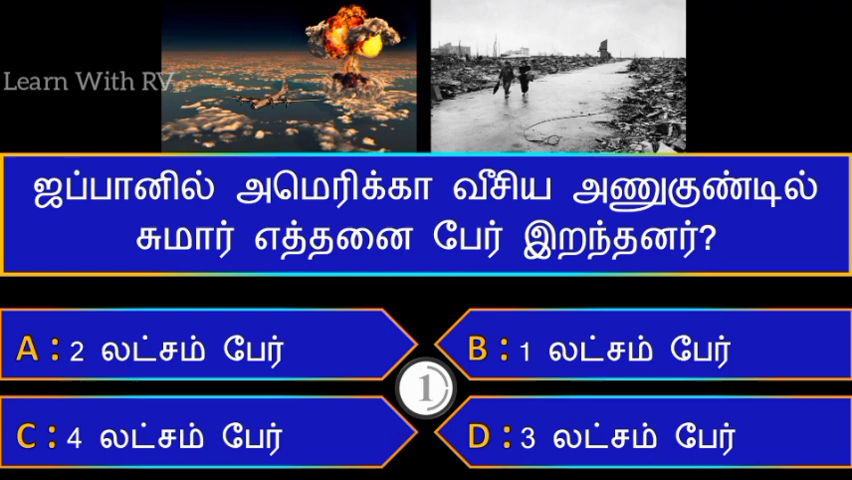 Learn With RV
ஜப்பானில் அமெரிக்கா வீசிய அணுகுண்டில்
சுமார் எத்தனை பேர் இறந்தனர்?
A : 2 லட்சம் பேர்
B : 1 லட்சம் பேர்
1
C : 4 லட்சம் பேர்
D : 3 லட்சம் பேர்